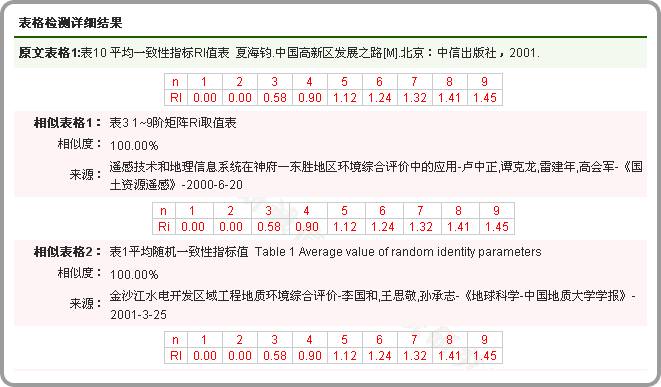 表格检测详细结果
原文表格1:表10 平均一致性指标RI值表 夏海钧.中国高新区发展之路[M].北京：中信出版社，2001.
n 1 2 3 4 5 6 7 8 9
RI 0.00 0.00 0.58 0.90 1.12 1.24 1.32 1.41 1.45
相似表格1： 表3 1~9阶矩阵Ri取值表
相似度： 100.00%
来源： 遥感技术和地理信息系统在神府一东胜地区环境综合评价中的应用-卢中正,谭克龙,雷建年,高会军-《国
土资源遥感》-2000-6-20
n 1 2 3 4 5 6 7 8 9
Ri 0.00 0.00 0.58 0.90 1.12 1.24 1.32 1.41 1.45
相似表格2： 表1平均随机一致性指标值 Table 1 Average value of random identity parameters
相似度： 100.00%
来源： 金沙江水电开发区域工程地质环境综合评价-李国和,王思敬,孙承志-《地球科学-中国地质大学学报》-
2001-3-25
n 1 2 3 4 5 6 7 8 9
RI 0.00 0.00 0.58 0.90 1.12 1.24 1.32 1.41 1.45